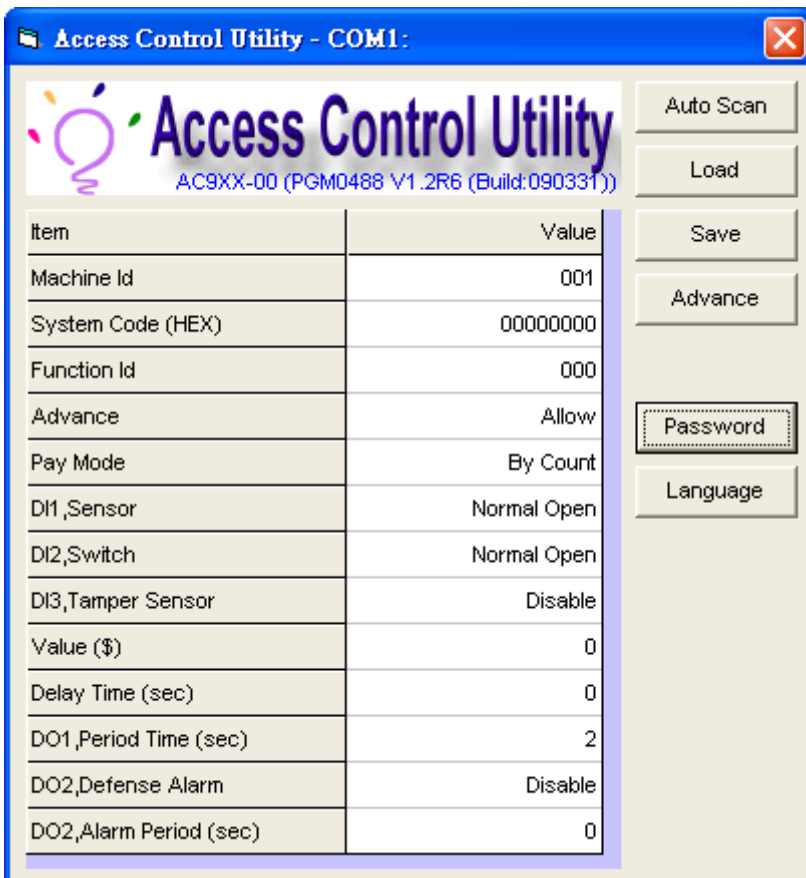 Access Control Utility - COM1:
Access Control Utility
AC9XX-00 (PGM0488 V1.2R6 (Build:090331))
Auto Scan
Load
Save
Advance
Password
Language
Item Value
Machine Id 001
System Code (HEX) 00000000
Function Id 000
Advance Allow
Pay Mode By Count
DI1,Sensor Normal Open
DI2,Switch Normal Open
DI3,Tamper Sensor Disable
Value ($) 0
Delay Time (sec) 0
DO1,Period Time (sec) 2
DO2,Defense Alarm Disable
DO2,Alarm Period (sec) 0